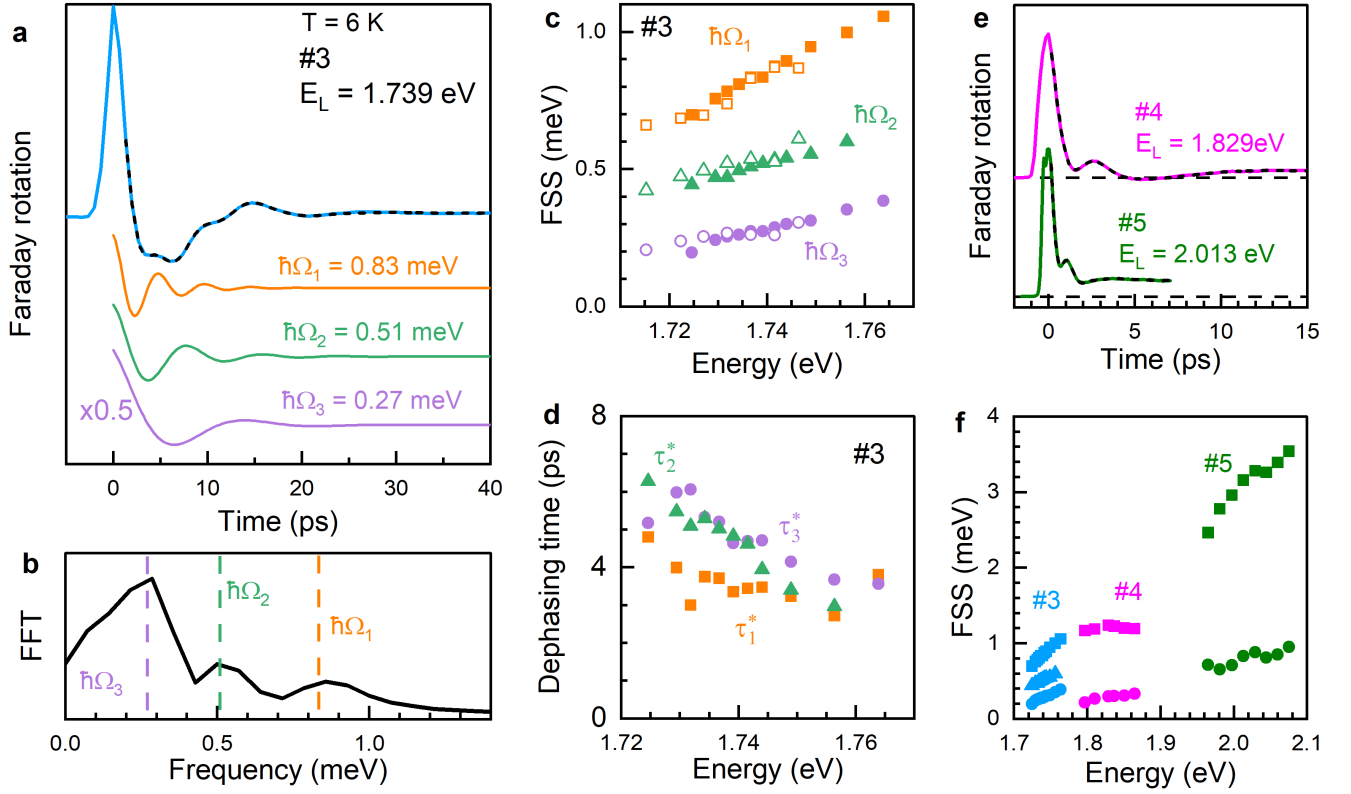 a
T = 6 K
#3
E_L = 1.739 eV
ħΩ₁ = 0.83 meV
ħΩ₂ = 0.51 meV
ħΩ₃ = 0.27 meV
x0.5
Faraday rotation
0 10 20 30 40
Time (ps)
b
ħΩ₃
ħΩ₂
ħΩ₁
FFT
0.0 0.5 1.0
Frequency (meV)
c
#3
ħΩ₁
ħΩ₂
ħΩ₃
FSS (meV)
1.0
0.5
0.0
1.72 1.74 1.76
Energy (eV)
d
#3
τ₂*
τ₃*
τ₁*
Dephasing time (ps)
8
4
0
1.72 1.74 1.76
Energy (eV)
e
#4
E_L = 1.829eV
#5
E_L = 2.013 eV
Faraday rotation
0 5 10 15
Time (ps)
f
#5
#4
#3
FSS (meV)
4
3
2
1
0
1.7 1.8 1.9 2.0 2.1
Energy (eV)